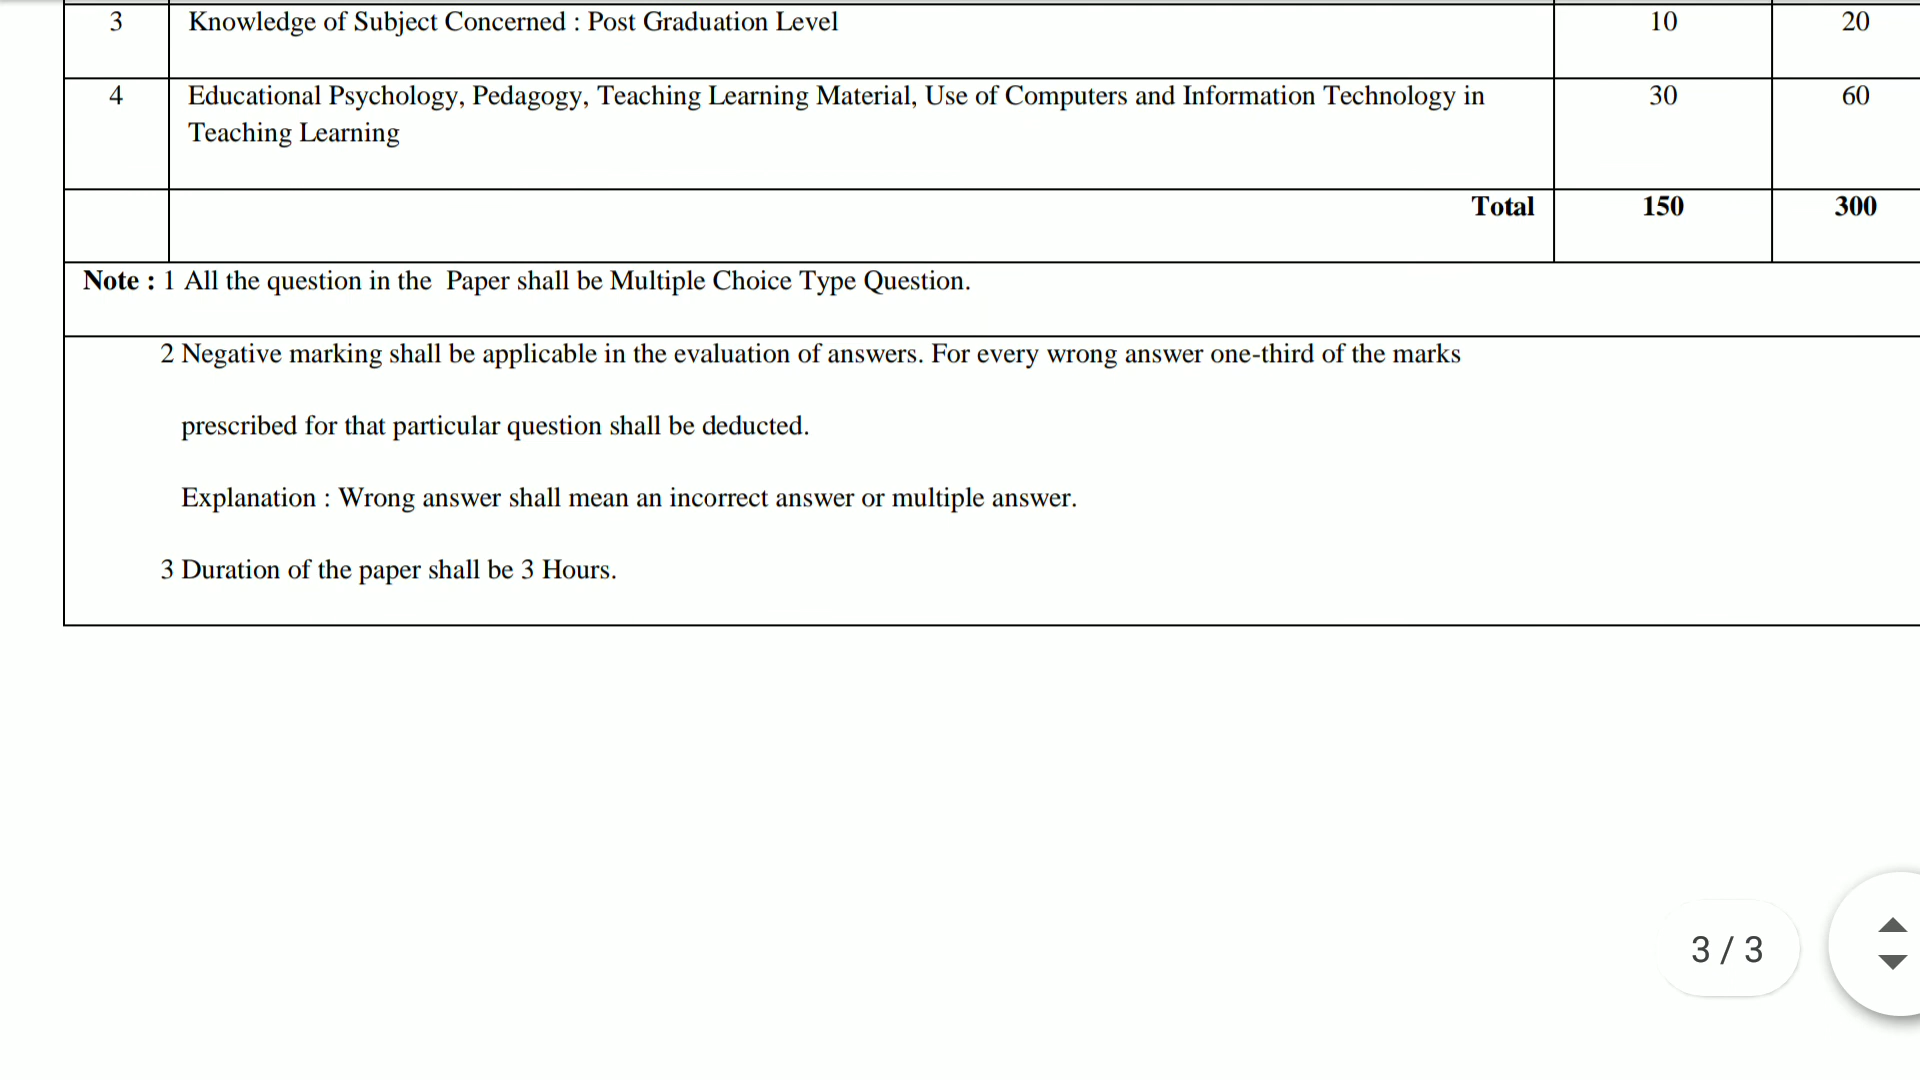 3 Knowledge of Subject Concerned : Post Graduation Level 10 20
4 Educational Psychology, Pedagogy, Teaching Learning Material, Use of Computers and Information Technology in 30 60
Teaching Learning
Total 150 300
Note : 1 All the question in the Paper shall be Multiple Choice Type Question.
2 Negative marking shall be applicable in the evaluation of answers. For every wrong answer one-third of the marks
prescribed for that particular question shall be deducted.
Explanation : Wrong answer shall mean an incorrect answer or multiple answer.
3 Duration of the paper shall be 3 Hours.
3 / 3